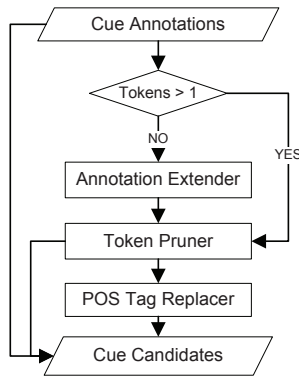 Cue Annotations
Tokens > 1
NO
YES
Annotation Extender
Token Pruner
POS Tag Replacer
Cue Candidates